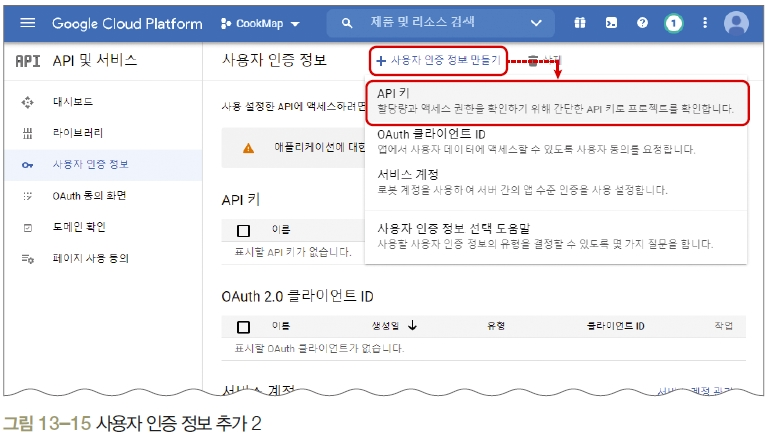 Google Cloud Platform
CookMap
제품 및 리소스 검색
1
API
API 및 서비스
사용자 인증 정보
+ 사용자 인증 정보 만들기
삭제
대시보드
라이브러리
사용자 인증 정보
OAuth 동의 화면
도메인 확인
페이지 사용 동의
사용 설정한 API에 액세스하려면
애플리케이션에 대한
API 키
할당량과 액세스 권한을 확인하기 위해 간단한 API 키로 프로젝트를 확인합니다.
OAuth 클라이언트 ID
앱에서 사용자 데이터에 액세스할 수 있도록 사용자 동의를 요청합니다.
서비스 계정
로봇 계정을 사용하여 서버 간의 앱 수준 인증을 사용 설정합니다.
사용자 인증 정보 선택 도움말
사용할 사용자 인증 정보의 유형을 결정할 수 있도록 몇 가지 질문을 합니다.
API 키
이름
표시할 API 키가 없습니다.
OAuth 2.0 클라이언트 ID
이름 생성일 유형 클라이언트 ID 작업
표시할 OAuth 클라이언트가 없습니다.
서비스 계정
서비스 계정 관리
그림 13-15 사용자 인증 정보 추가 2